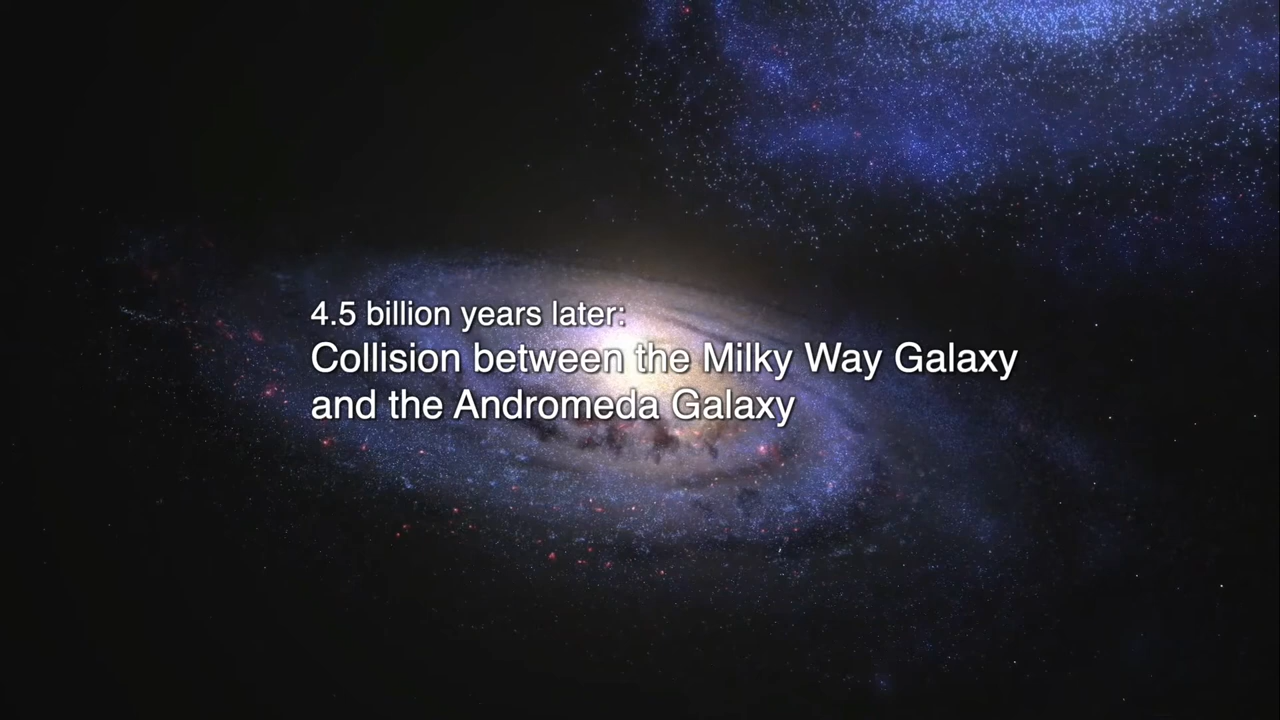 4.5 billion years later:
Collision between the Milky Way Galaxy
and the Andromeda Galaxy